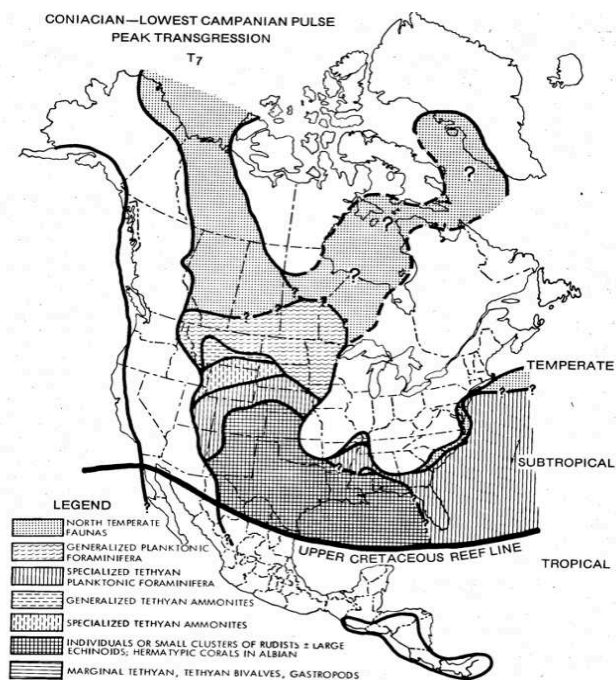 CONIACIAN—LOWEST CAMPANIAN PULSE
PEAK TRANSGRESSION
T7
?
?
?
?
?
?
?
?
TEMPERATE
?
?
SUBTROPICAL
?
?
?
?
UPPER CRETACEOUS REEF LINE
TROPICAL
LEGEND
NORTH TEMPERATE
FAUNAS
GENERALIZED PLANKTONIC
FORAMINIFERA
SPECIALIZED TETHYAN
PLANKTONIC FORAMINIFERA
GENERALIZED TETHYAN AMMONITES
SPECIALIZED TETHYAN AMMONITES
INDIVIDUALS OR SMALL CLUSTERS OF RUDISTS ± LARGE
ECHINOIDS; HERMATYPIC CORALS IN ALBIAN
MARGINAL TETHYAN, TETHYAN BIVALVES, GASTROPODS